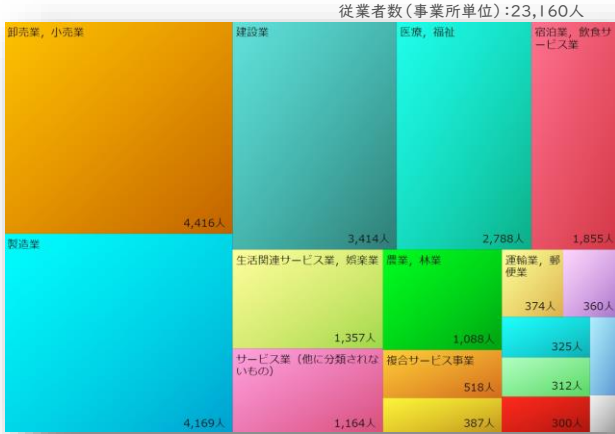 従業者数(事業所単位):23,160人
卸売業，小売業
4,416人
製造業
4,169人
建設業
3,414人
医療，福祉
2,788人
宿泊業，飲食サ
ービス業
1,855人
生活関連サービス業，娯楽業
1,357人
農業，林業
1,088人
運輸業，郵
便業
374人
360人
サービス業（他に分類されな
いもの）
1,164人
複合サービス事業
518人
387人
325人
312人
300人